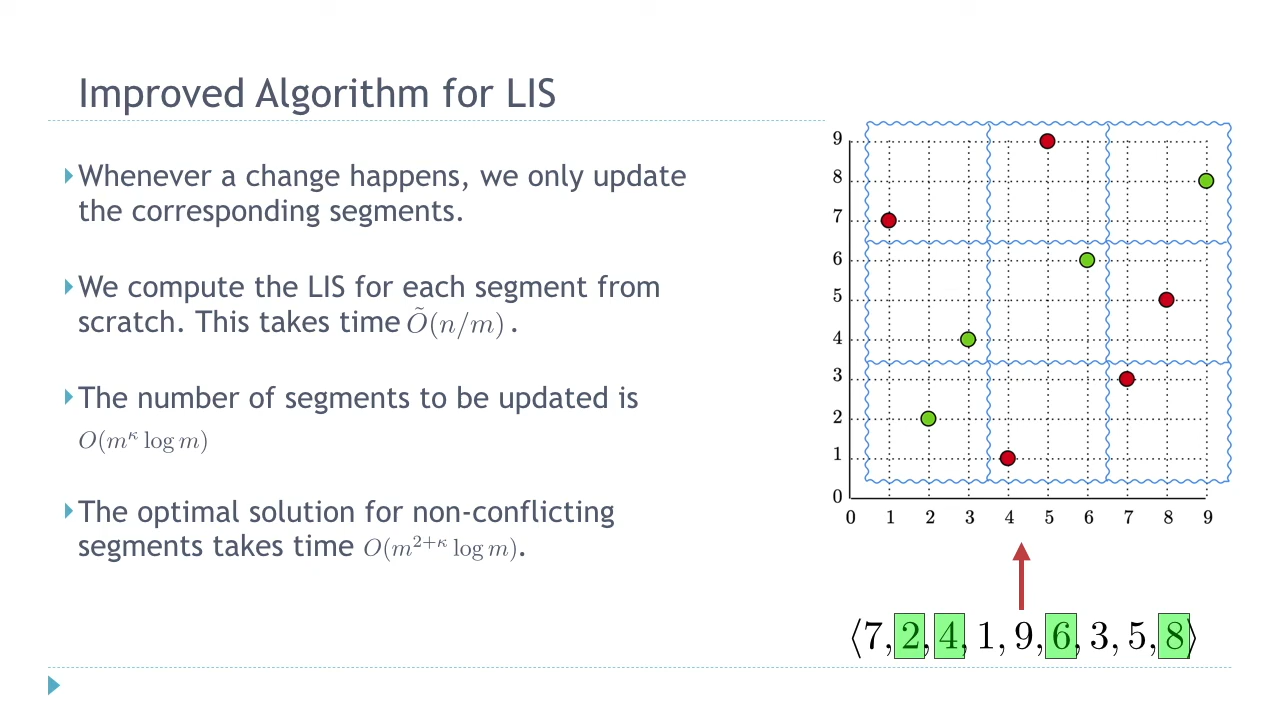 Improved Algorithm for LIS
Whenever a change happens, we only update
the corresponding segments.
We compute the LIS for each segment from
scratch. This takes time Õ(n/m) .
The number of segments to be updated is
O(m^κ log m)
The optimal solution for non-conflicting
segments takes time O(m^{2+κ} log m).
9
8
7
6
5
4
3
2
1
0
0 1 2 3 4 5 6 7 8 9
⟨7, 2, 4, 1, 9, 6, 3, 5, 8⟩